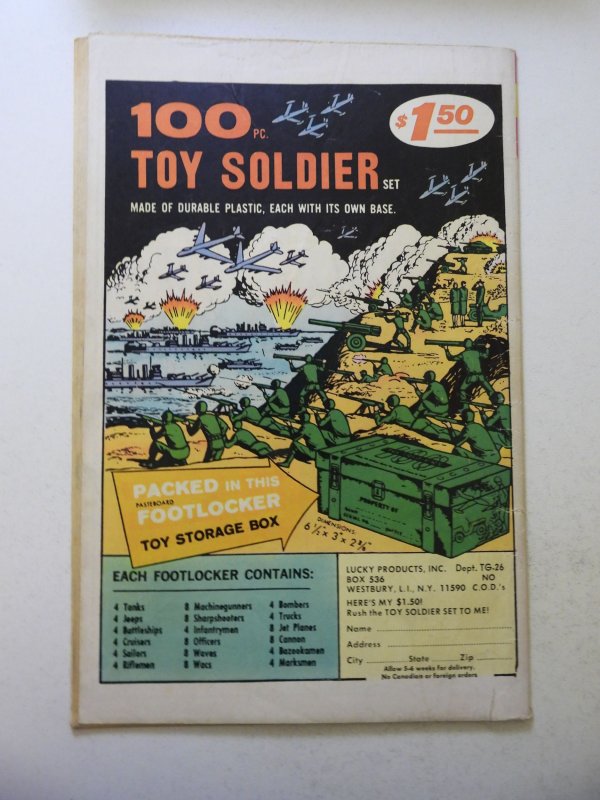 100 PC.
$1.50
TOY SOLDIER SET
MADE OF DURABLE PLASTIC, EACH WITH ITS OWN BASE.
PACKED IN THIS
PASTEBOARD
FOOTLOCKER
TOY STORAGE BOX
PROPERTY OF
DIMENSIONS:
6 1/2" x 3" x 2 3/8"
EACH FOOTLOCKER CONTAINS:
4 Tanks
4 Jeeps
4 Battleships
4 Cruisers
4 Sailors
4 Riflemen
8 Machinegunners
8 Sharpshooters
4 Infantrymen
8 Officers
8 Waves
8 Wacs
4 Bombers
4 Trucks
8 Jet Planes
8 Cannon
4 Bazookamen
4 Marksmen
LUCKY PRODUCTS, INC. Dept. TG-26
BOX 536 NO
WESTBURY, L.I., N.Y. 11590 C.O.D.'s
HERE'S MY $1.50!
Rush the TOY SOLDIER SET TO ME!
Name
Address
City State Zip
Allow 5-6 weeks for delivery.
No Canadian or foreign orders